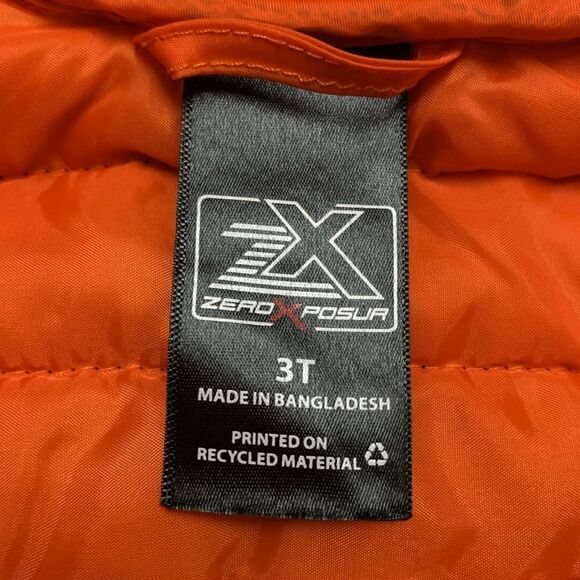 ZX
ZEROXPOSUR
3T
MADE IN BANGLADESH
PRINTED ON
RECYCLED MATERIAL